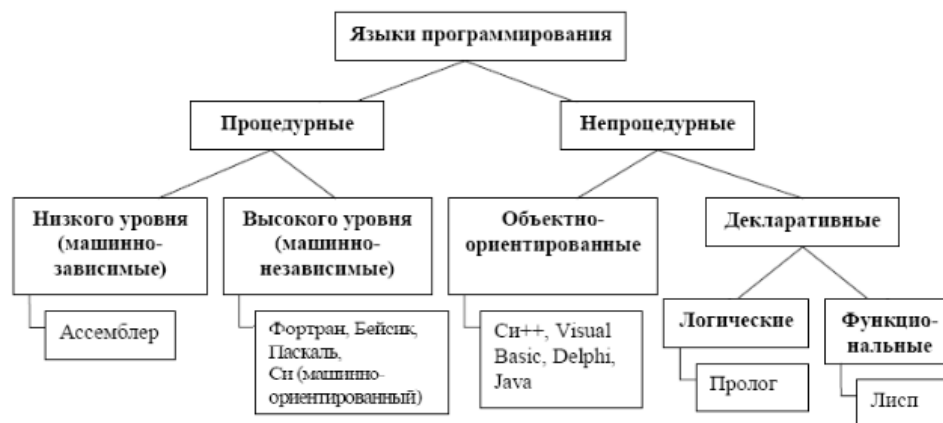 Языки программирования
Процедурные
Непроцедурные
Низкого уровня
(машинно-
зависимые)
Высокого уровня
(машинно-
независимые)
Объектно-
ориентированные
Декларативные
Ассемблер
Фортран, Бейсик,
Паскаль,
Си (машинно-
ориентированный)
Си++, Visual
Basic, Delphi,
Java
Логические
Функцио-
нальные
Пролог
Лисп